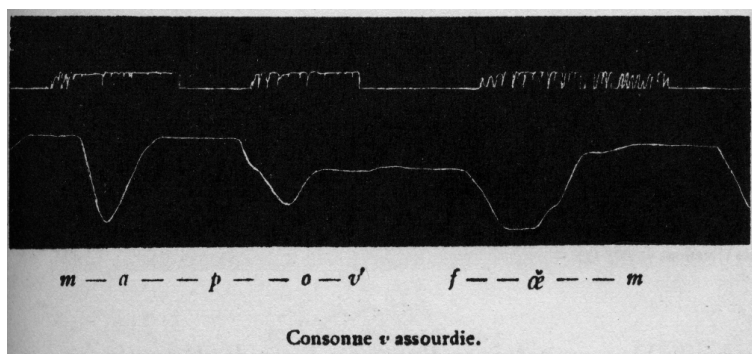 m — a — — p — — o — v' f — — œ̃ — — m
Consonne v assourdie.